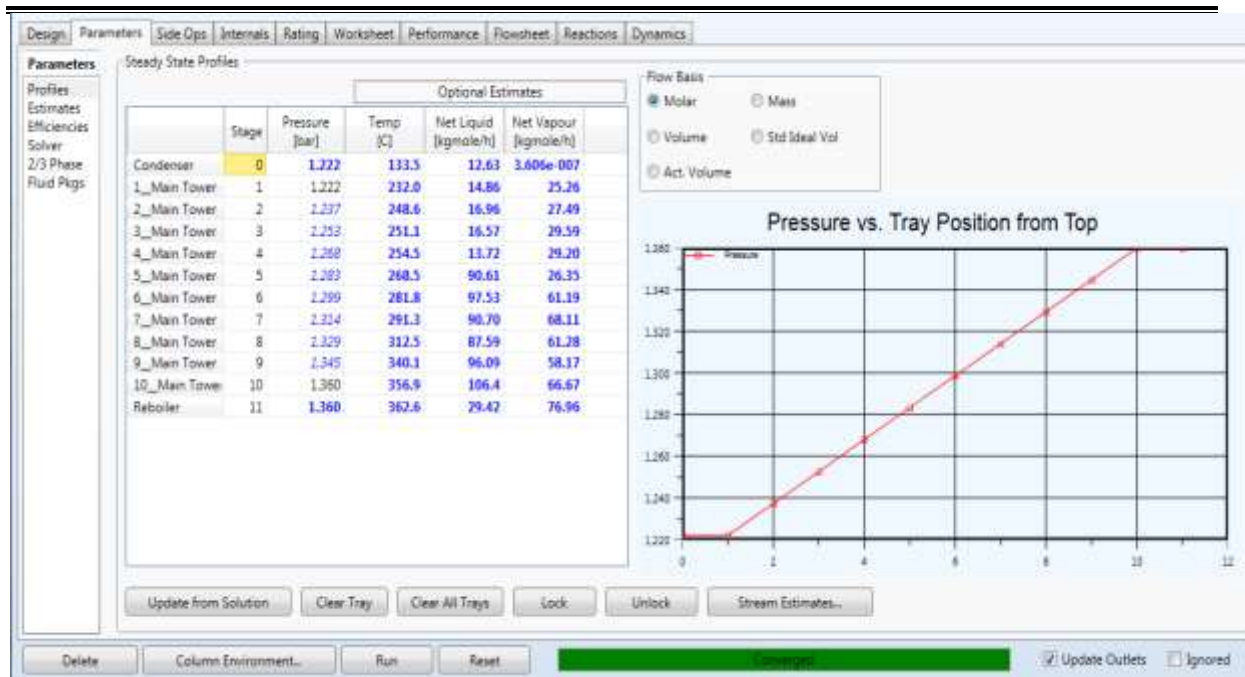 Design Parameters Side Ops Internals Rating Worksheet Performance Flowsheet Reactions Dynamics
Parameters
Profiles
Estimates
Efficiencies
Solver
2/3 Phase
Fluid Pkgs
Steady State Profiles
Optional Estimates
Stage Pressure [bar] Temp [C] Net Liquid [kgmole/h] Net Vapour [kgmole/h]
Condenser 0 1.222 133.5 12.63 3.606e-007
1__Main Tower 1 1.222 232.0 14.86 25.26
2__Main Tower 2 1.237 248.6 16.96 27.49
3__Main Tower 3 1.253 251.1 16.57 29.59
4__Main Tower 4 1.268 254.5 13.72 29.20
5__Main Tower 5 1.283 268.5 90.61 26.35
6__Main Tower 6 1.299 281.8 97.53 61.19
7__Main Tower 7 1.314 291.3 90.70 68.11
8__Main Tower 8 1.329 312.5 87.59 61.28
9__Main Tower 9 1.345 340.1 96.09 58.17
10__Main Towe 10 1.360 356.9 106.4 66.67
Reboiler 11 1.360 362.6 29.42 76.96
Flow Basis
Molar Mass
Volume Std Ideal Vol
Act. Volume
Pressure vs. Tray Position from Top
Pressure
1.360
1.340
1.320
1.300
1.280
1.260
1.240
1.220
0 2 4 6 8 10 12
Update from Solution Clear Tray Clear All Trays Lock Unlock Stream Estimates...
Delete Column Environment... Run Reset Converged Update Outlets Ignored